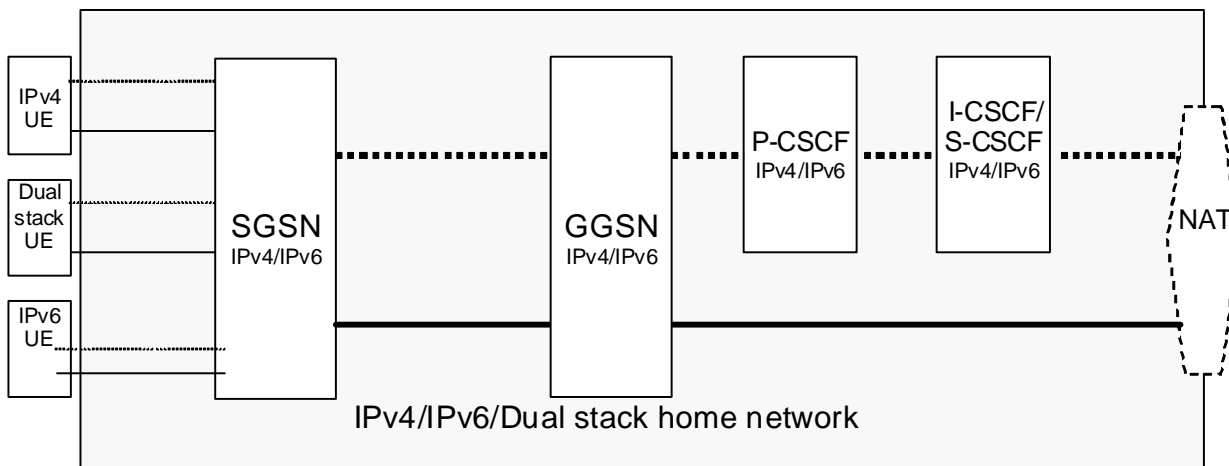 IPv4
UE
Dual
stack
UE
IPv6
UE
SGSN
IPv4/IPv6
GGSN
IPv4/IPv6
P-CSCF
IPv4/IPv6
I-CSCF/
S-CSCF
IPv4/IPv6
NAT
IPv4/IPv6/Dual stack home network